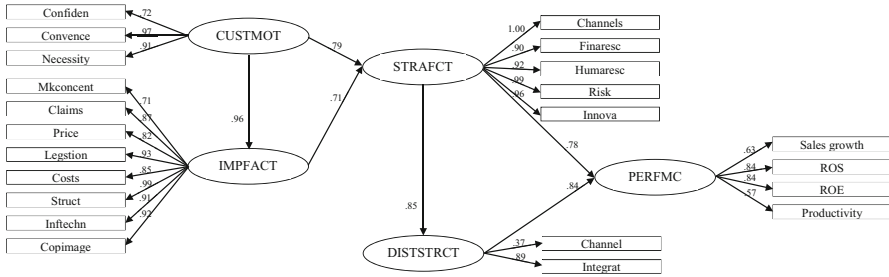 Confiden
.72
Convence
.97
Necessity
.91
CUSTMOT
.79
.96
Mkconcent
.71
Claims
.87
Price
.82
Legstion
.93
Costs
.85
Struct
.99
Inftechn
.91
Copimage
.92
IMPFACT
.71
STRAFCT
1.00
Channels
.90
Finaresc
.92
Humaresc
.99
Risk
.96
Innova
.78
.85
.84
DISTSTRCT
.37
Channel
.89
Integrat
PERFMC
.63
Sales growth
.84
ROS
.84
ROE
.57
Productivity